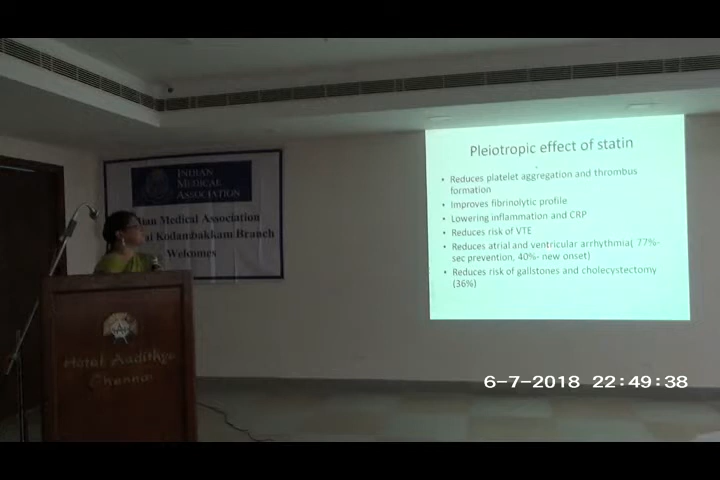 INDIAN
MEDICAL
ASSOCIATION
Medical Association
Kodambakkam Branch
Welcomes
Hotel Aadithya
Chennai
Pleiotropic effect of statin
• Reduces platelet aggregation and thrombus
formation
• Improves fibrinolytic profile
• Lowering inflammation and CRP
• Reduces risk of VTE
• Reduces atrial and ventricular arrhythmia( 77%-
sec prevention, 40%- new onset)
• Reduces risk of gallstones and cholecystectomy
(36%)
6-7-2018 22:49:38